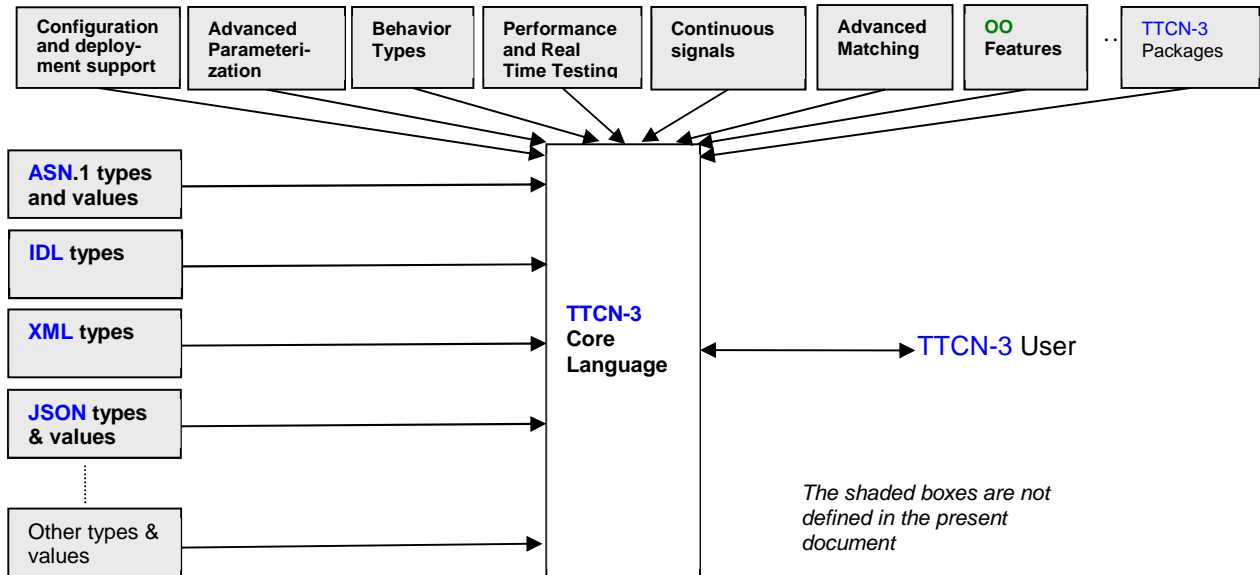 Configuration
and deploy-
ment support
Advanced
Parameteri-
zation
Behavior
Types
Performance
and Real
Time Testing
Continuous
signals
Advanced
Matching
OO
Features
..
TTCN-3
Packages
ASN.1 types
and values
IDL types
XML types
JSON types
& values
Other types &
values
TTCN-3
Core
Language
TTCN-3 User
The shaded boxes are not
defined in the present
document